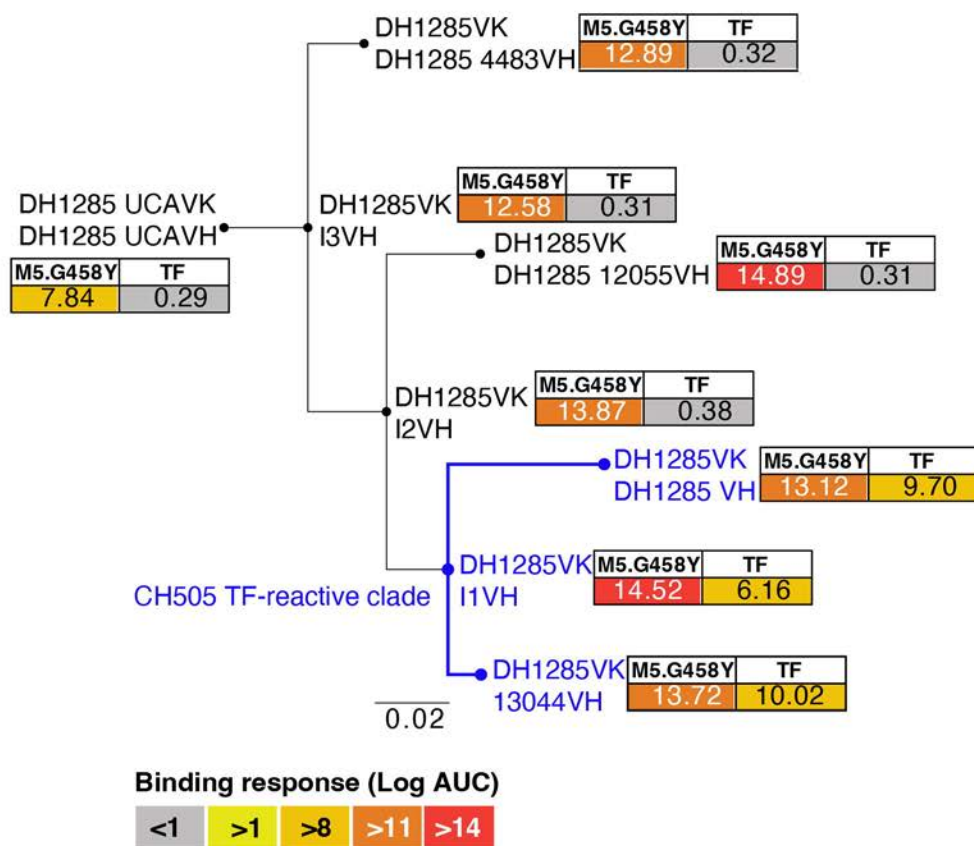 DH1285VK
DH1285 4483VH
M5.G458Y TF
12.89 0.32
DH1285 UCAVK
DH1285 UCAVH
M5.G458Y TF
7.84 0.29
DH1285VK
I3VH
M5.G458Y TF
12.58 0.31
DH1285VK
DH1285 12055VH
M5.G458Y TF
14.89 0.31
DH1285VK
I2VH
M5.G458Y TF
13.87 0.38
DH1285VK
DH1285 VH
M5.G458Y TF
13.12 9.70
CH505 TF-reactive clade
DH1285VK
I1VH
M5.G458Y TF
14.52 6.16
DH1285VK
13044VH
M5.G458Y TF
13.72 10.02
0.02
Binding response (Log AUC)
<1 >1 >8 >11 >14